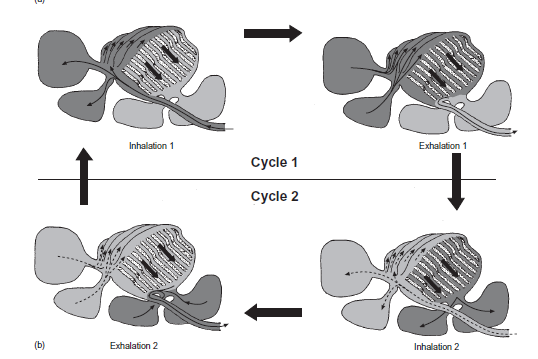 Inhalation 1
Exhalation 1
Cycle 1
Cycle 2
(b)
Exhalation 2
Inhalation 2